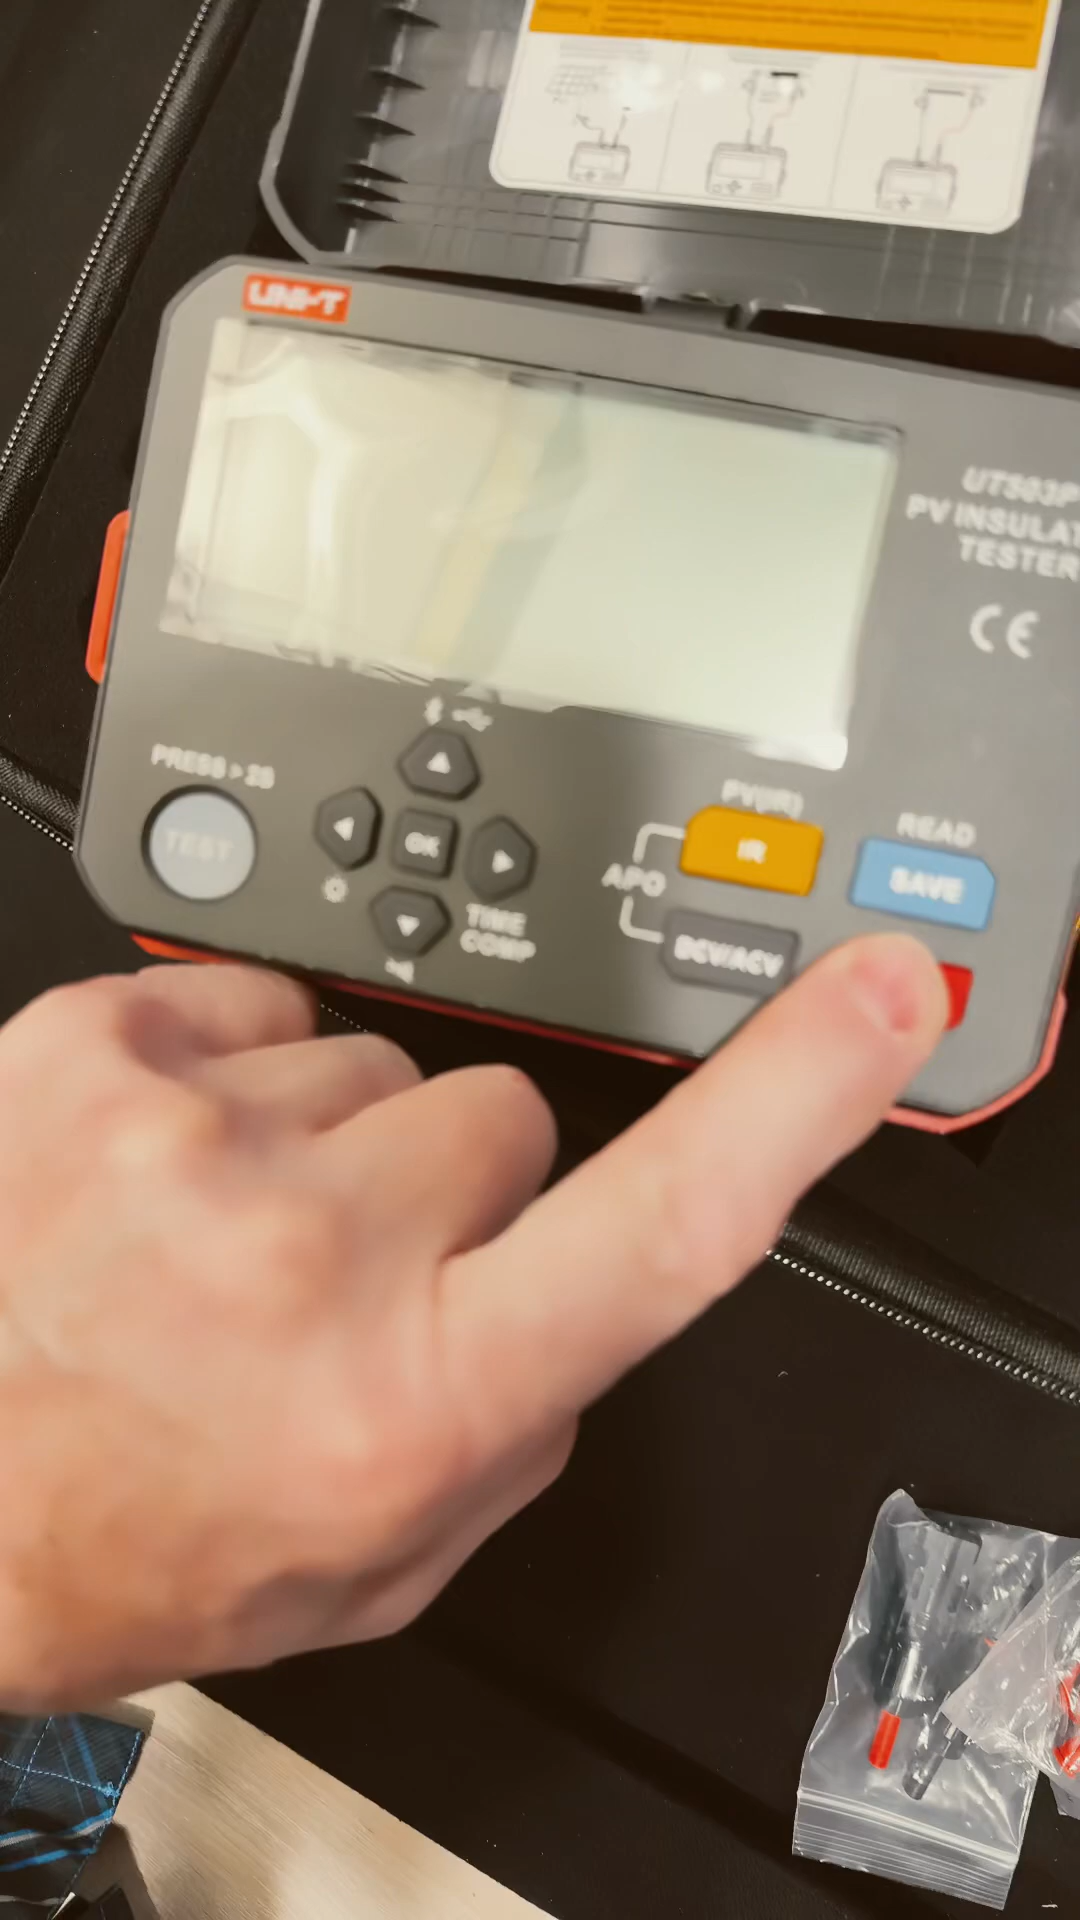 UNI-T
UT503P
PV INSULAT
TESTER
CE
PRESS > 2S
TEST
OK
TIME
COMP
PV(IR)
IR
APO
DCV/ACV
READ
SAVE